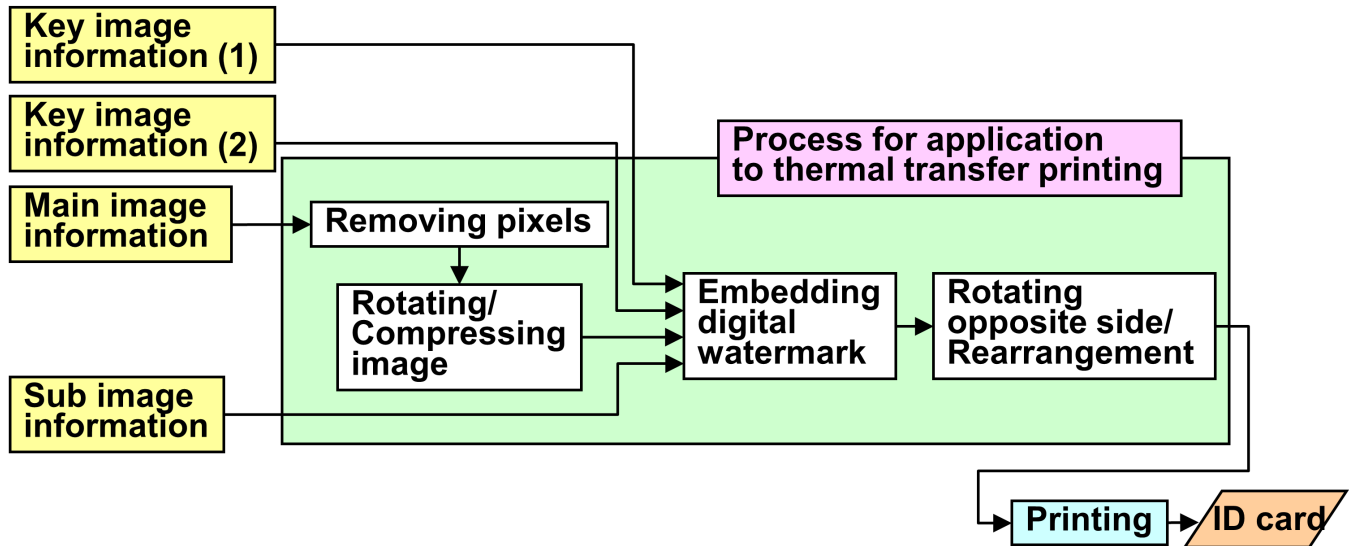 Key image
information (1)
Key image
information (2)
Process for application
to thermal transfer printing
Main image
information
Removing pixels
Rotating/
Compressing
image
Embedding
digital
watermark
Rotating
opposite side/
Rearrangement
Sub image
information
Printing
ID card